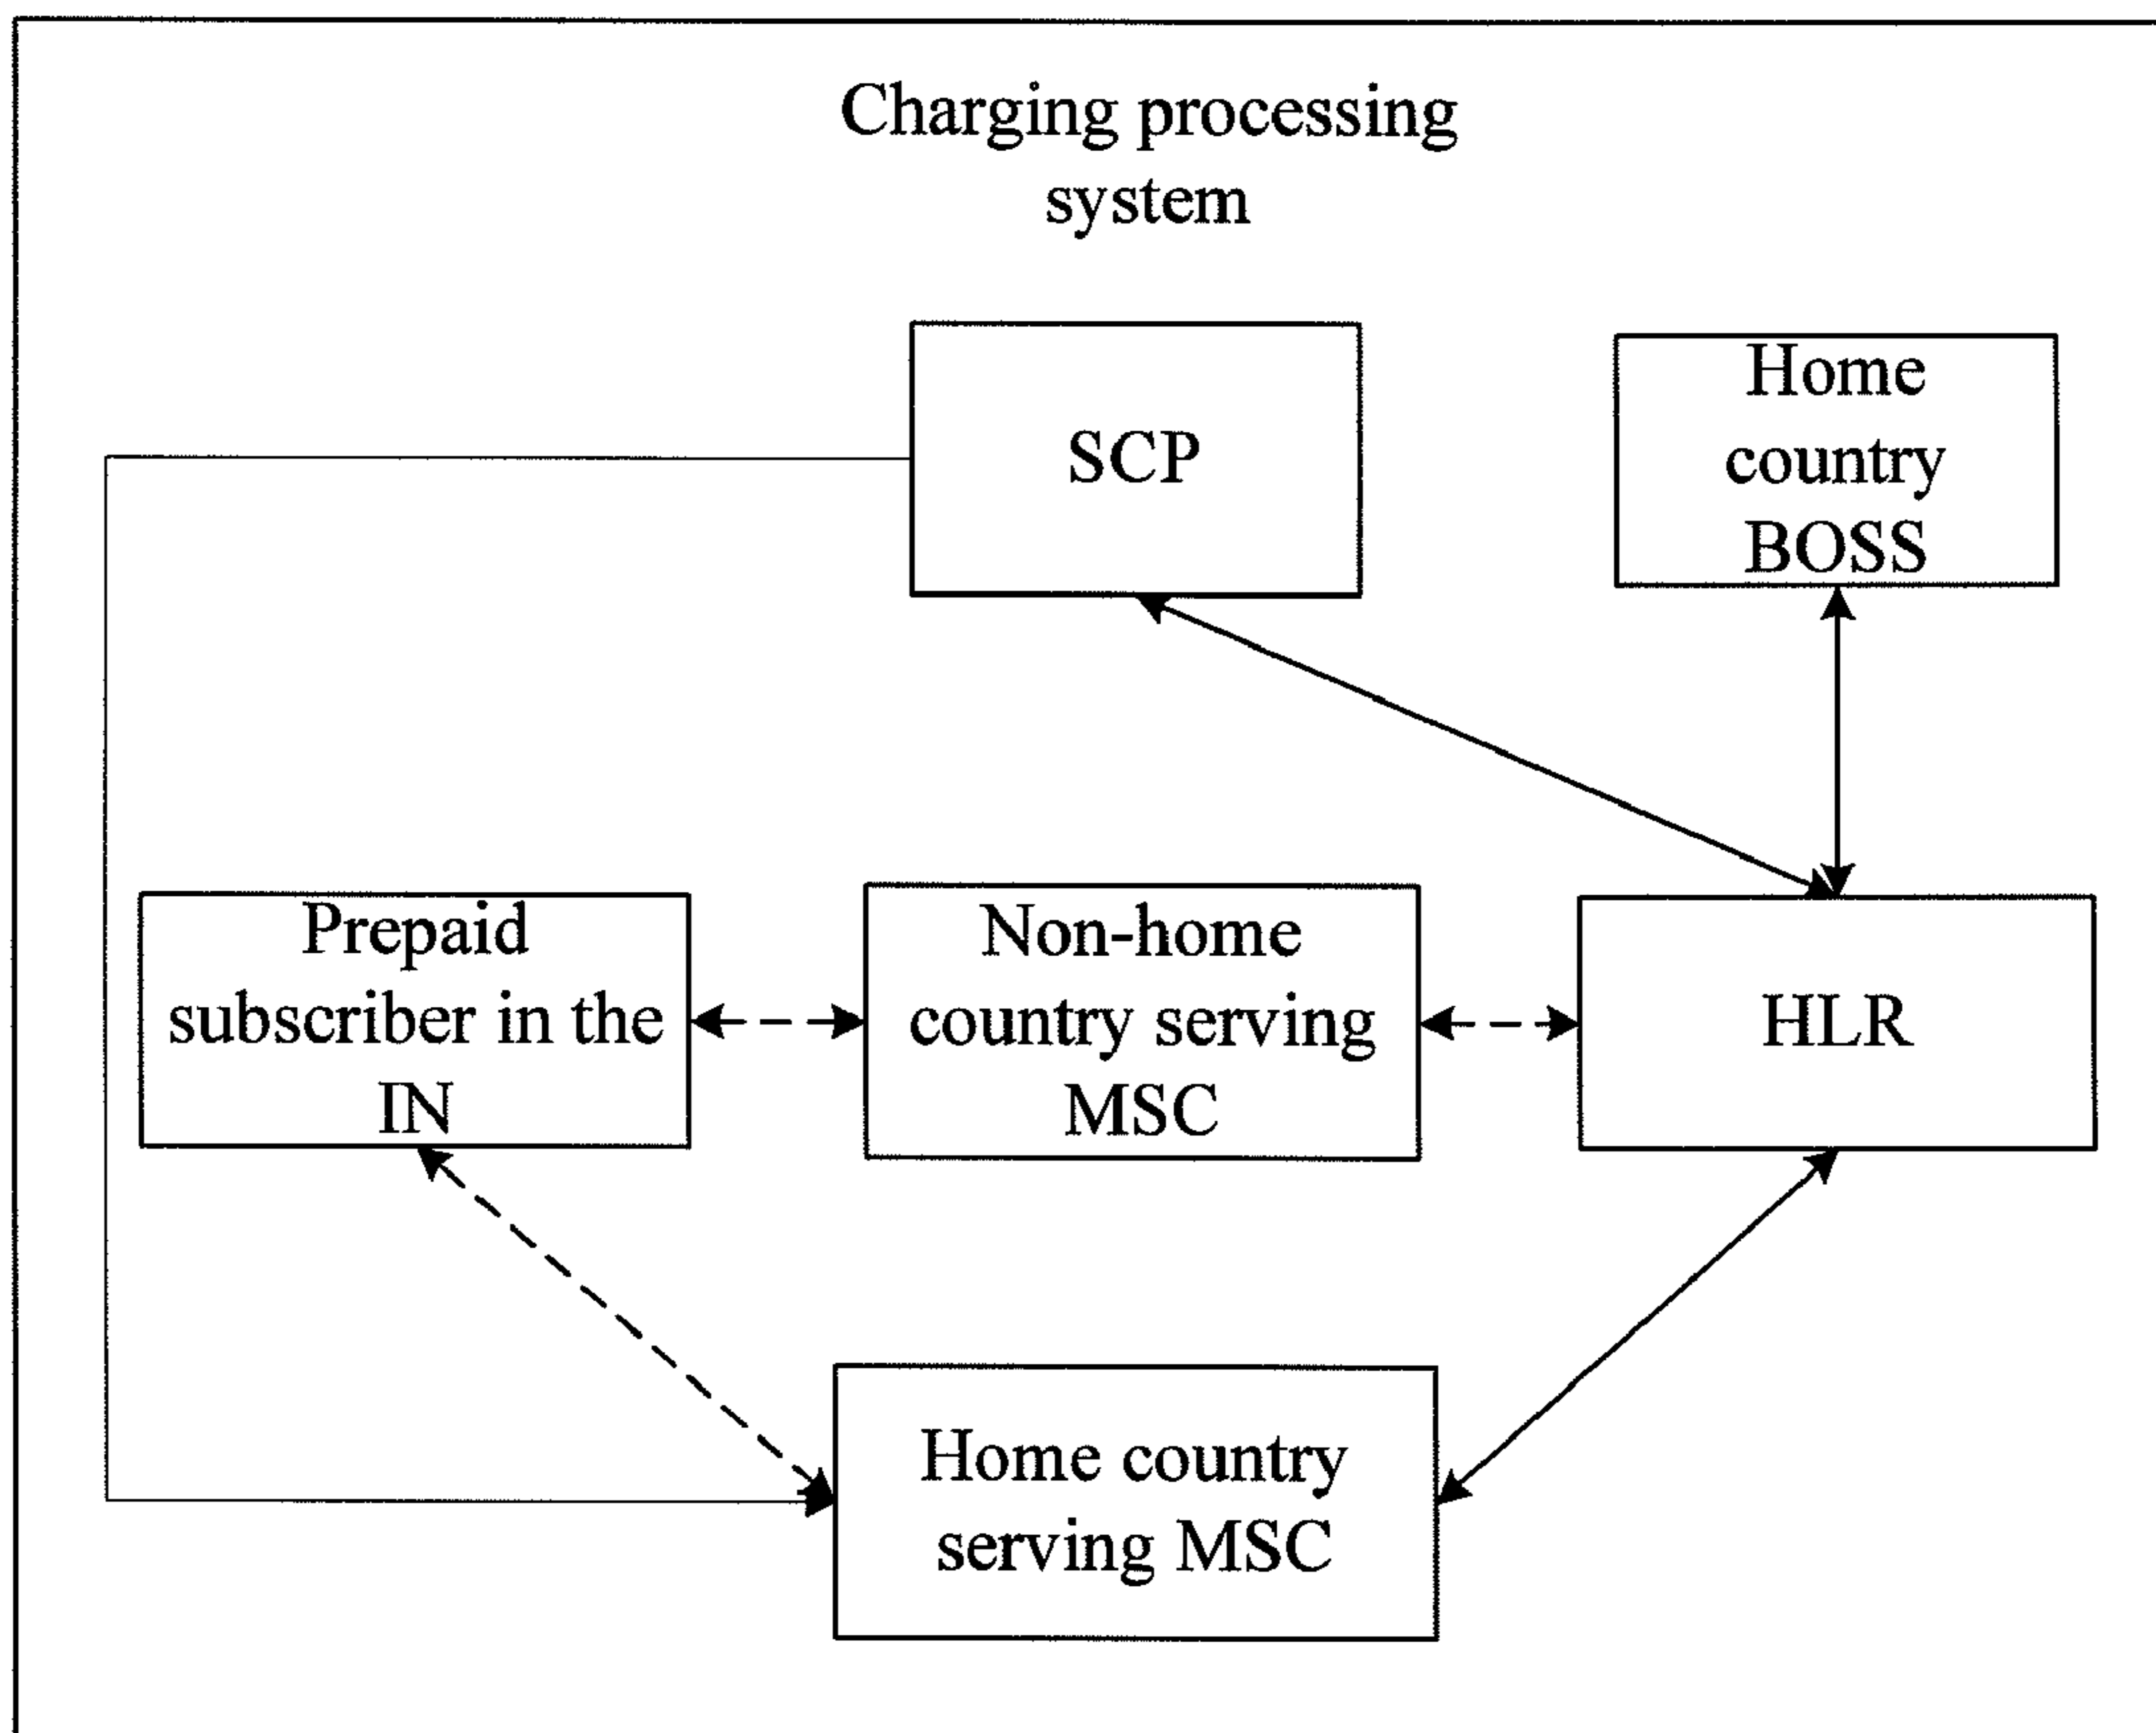 Charging processing
system
SCP
Home
country
BOSS
Prepaid
subscriber in the
IN
Non-home
country serving
MSC
HLR
Home country
serving MSC